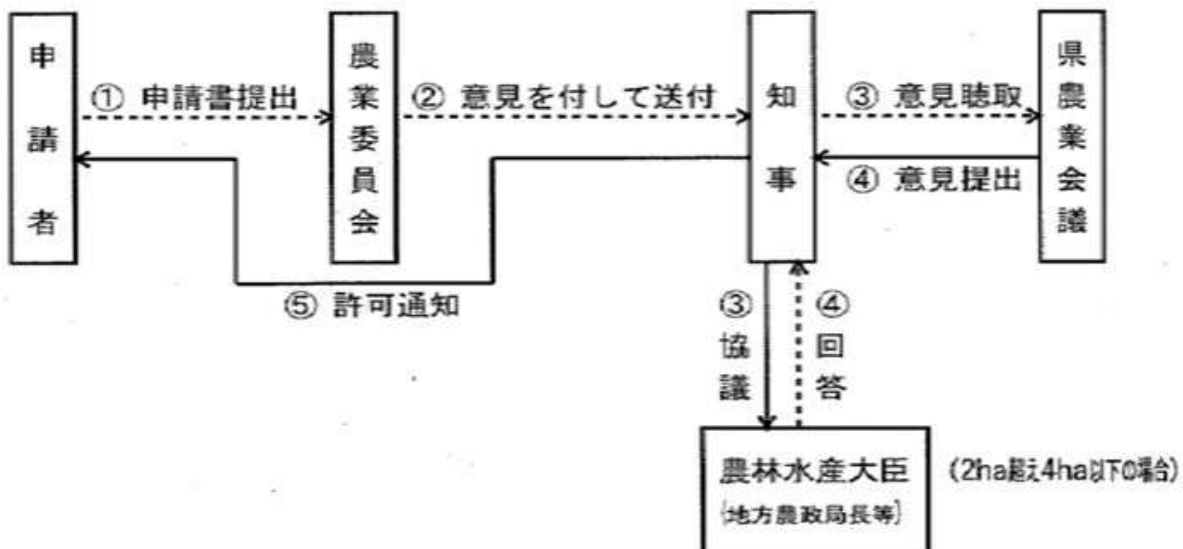 申請者
① 申請書提出
農業委員会
② 意見を付して送付
知事
③ 意見聴取
④ 意見提出
県農業会議
⑤ 許可通知
③ 協議
④ 回答
農林水産大臣
(地方農政局長等)
(2ha超え4ha以下の場合)